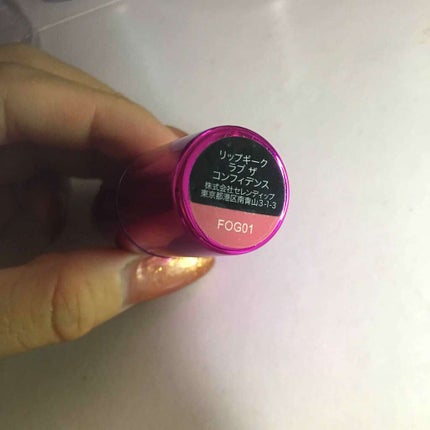 リップギーク
ラブ ザ
コンフィデンス
株式会社セレンディップ
東京都港区南青山3-1-3
FOG01